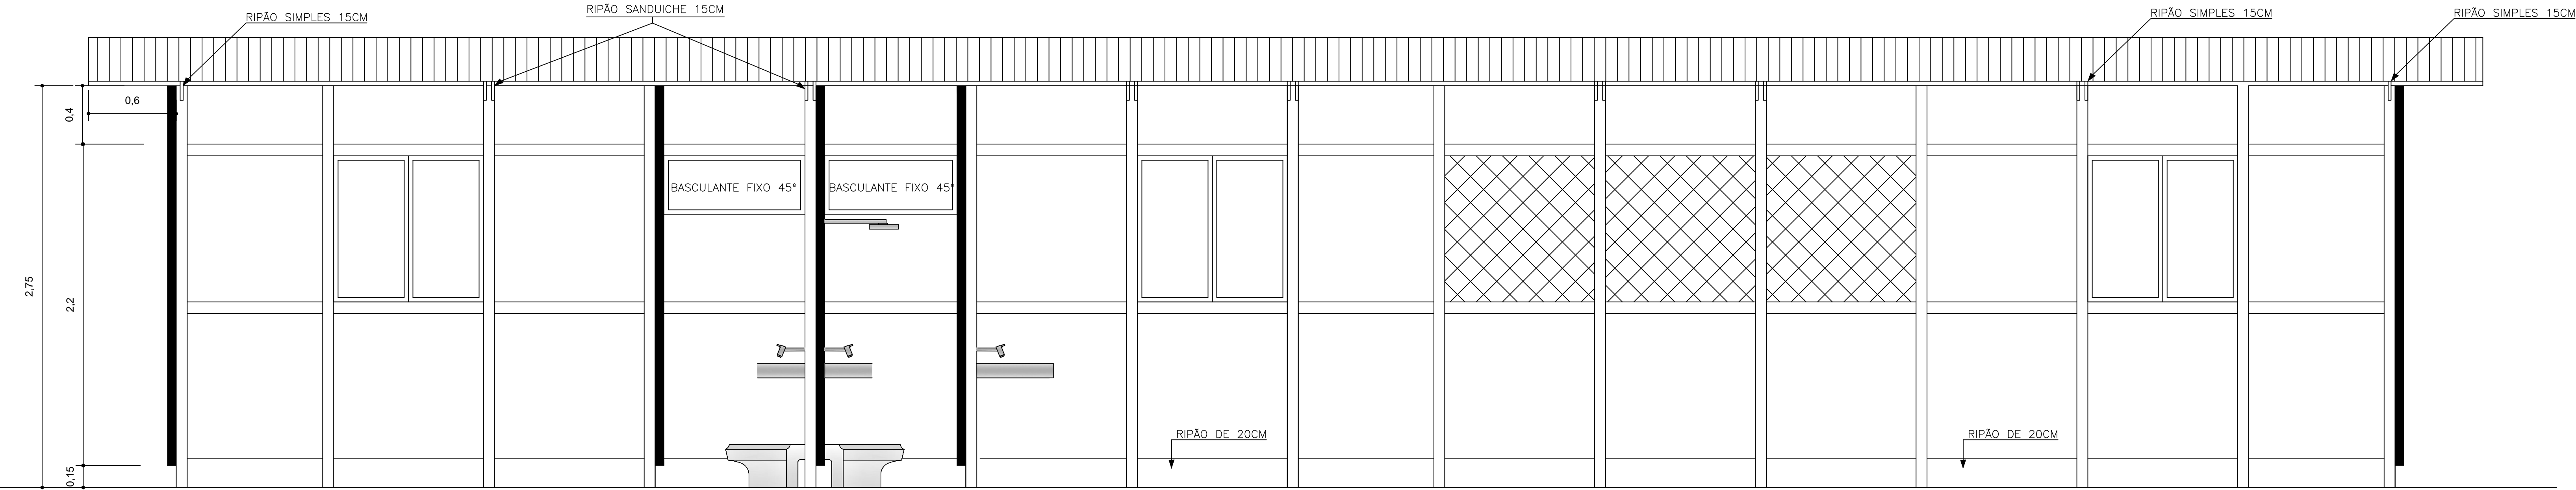 RIPÃO SIMPLES 15CM
RIPÃO SANDUICHE 15CM
RIPÃO SIMPLES 15CM
RIPÃO SIMPLES 15CM
0,6
0,4
2,75
2,2
0,15
BASCULANTE FIXO 45°
BASCULANTE FIXO 45°
RIPÃO DE 20CM
RIPÃO DE 20CM